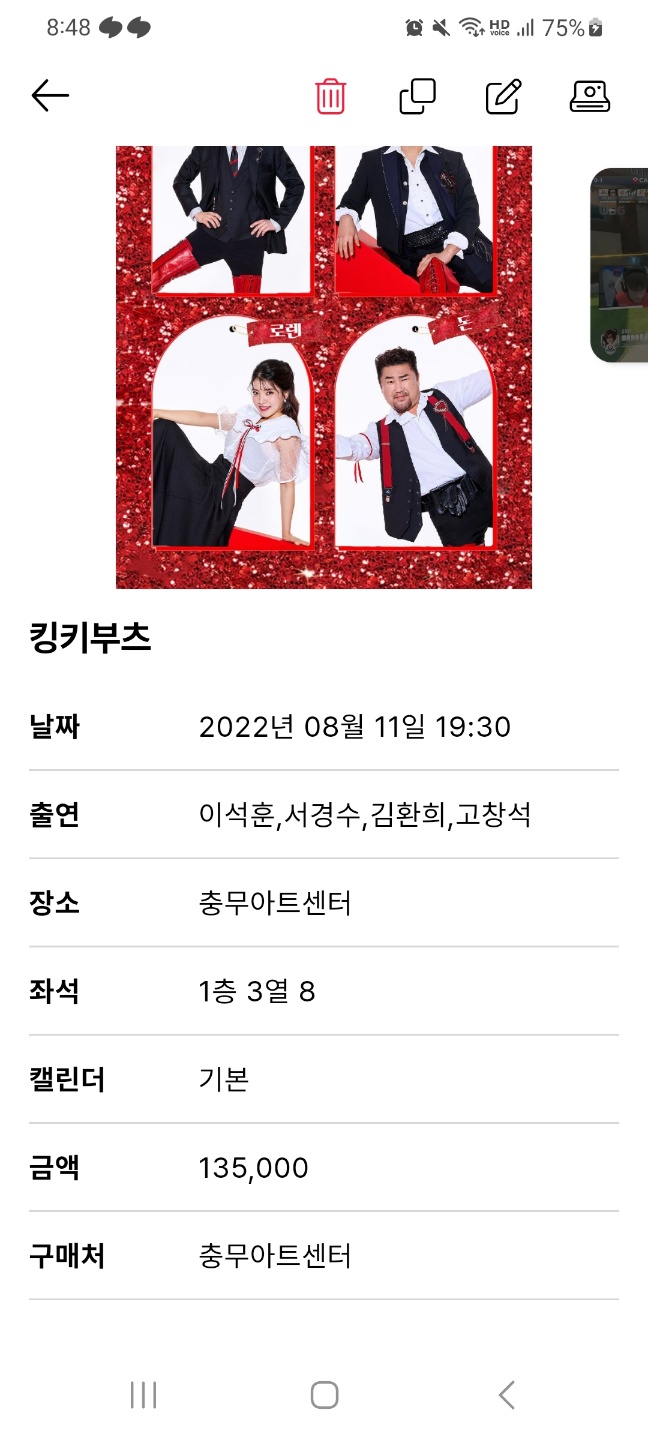 8:48
HD voice 75%
로렌 돈
킹키부츠
날짜 2022년 08월 11일 19:30
출연 이석훈,서경수,김환희,고창석
장소 충무아트센터
좌석 1층 3열 8
캘린더 기본
금액 135,000
구매처 충무아트센터